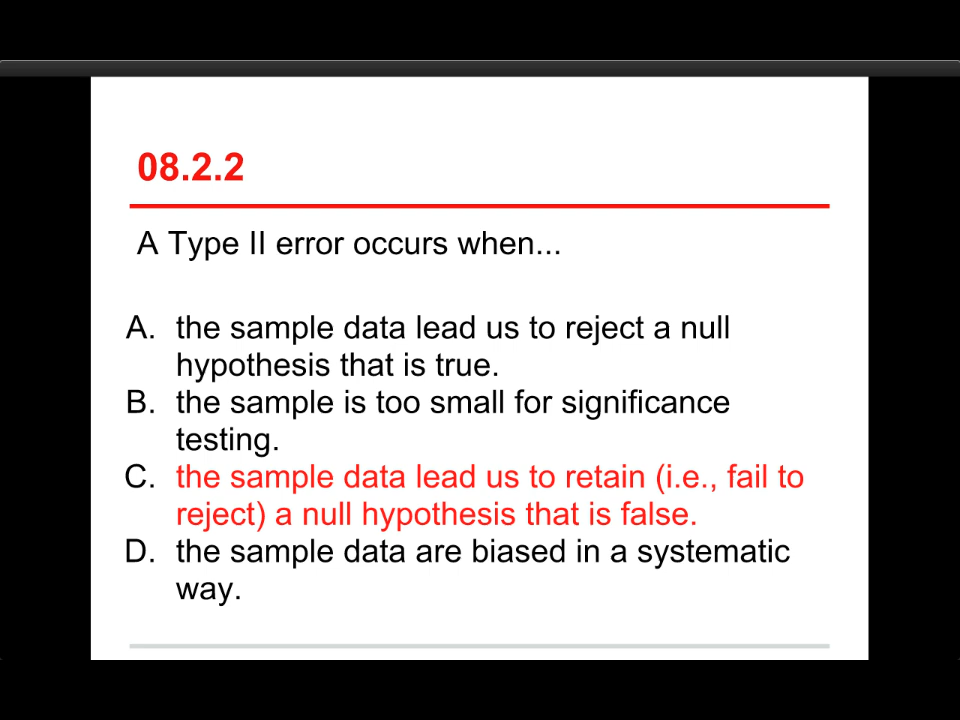 08.2.2
A Type II error occurs when...
A. the sample data lead us to reject a null
hypothesis that is true.
B. the sample is too small for significance
testing.
C. the sample data lead us to retain (i.e., fail to
reject) a null hypothesis that is false.
D. the sample data are biased in a systematic
way.